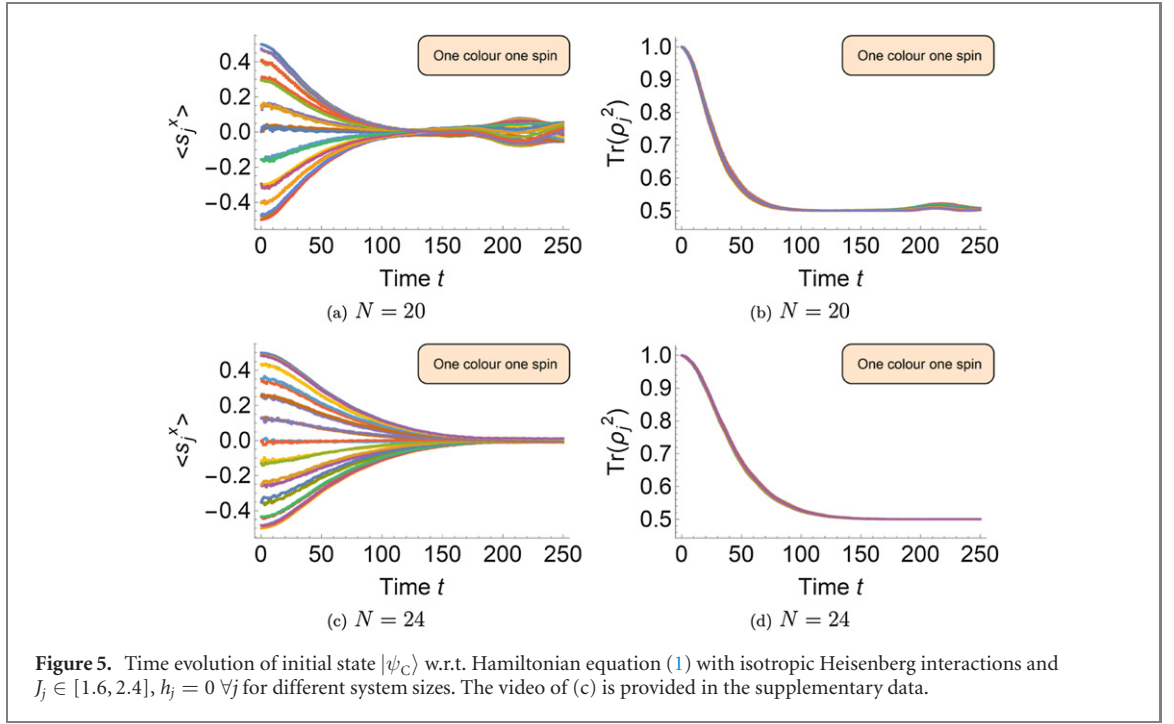 One colour one spin
<s_j^x>
0.4
0.2
0.0
−0.2
−0.4
0 50 100 150 200 250
Time t
(a) N = 20
One colour one spin
Tr(ρ_j^2)
1.0
0.9
0.8
0.7
0.6
0.5
0 50 100 150 200 250
Time t
(b) N = 20
One colour one spin
<s_j^x>
0.4
0.2
0.0
−0.2
−0.4
0 50 100 150 200 250
Time t
(c) N = 24
One colour one spin
Tr(ρ_j^2)
1.0
0.9
0.8
0.7
0.6
0.5
0 50 100 150 200 250
Time t
(d) N = 24
Figure 5. Time evolution of initial state |ψ_C⟩ w.r.t. Hamiltonian equation (1) with isotropic Heisenberg interactions and
J_j ∈ [1.6, 2.4], h_j = 0 ∀j for different system sizes. The video of (c) is provided in the supplementary data.